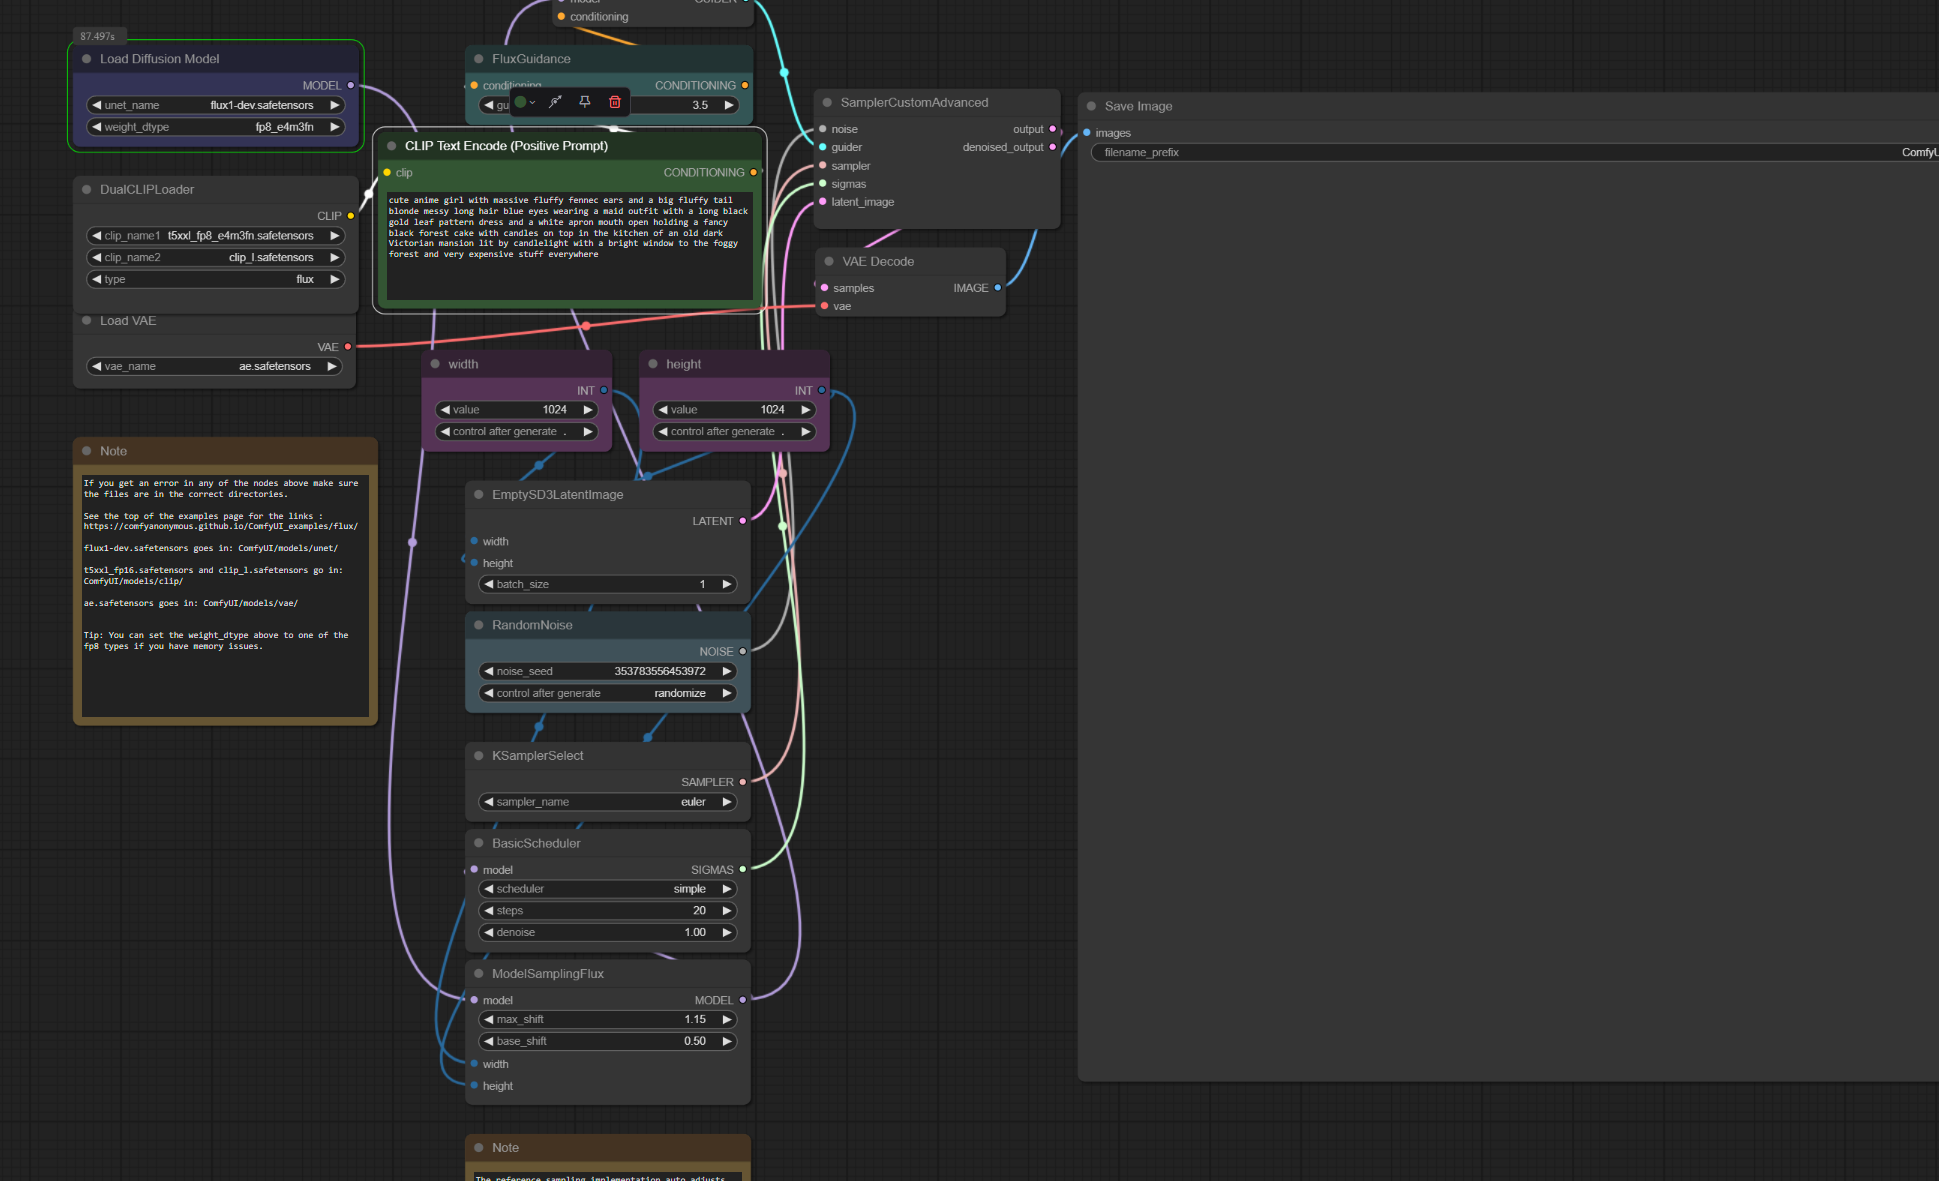 87.497s
Load Diffusion Model
MODEL
unet_name flux1-dev.safetensors
weight_dtype fp8_e4m3fn
DualCLIPLoader
CLIP
clip_name1 t5xxl_fp8_e4m3fn.safetensors
clip_name2 clip_l.safetensors
type flux
Load VAE
VAE
vae_name ae.safetensors
Note
If you get an error in any of the nodes above make sure
the files are in the correct directories.
See the top of the examples page for the links :
https://comfyanonymous.github.io/ComfyUI_examples/flux/
flux1-dev.safetensors goes in: ComfyUI/models/unet/
t5xxl_fp16.safetensors and clip_l.safetensors go in:
ComfyUI/models/clip/
ae.safetensors goes in: ComfyUI/models/vae/
Tip: You can set the weight_dtype above to one of the
fp8 types if you have memory issues.
model GUIDER
conditioning
FluxGuidance
conditioning CONDITIONING
gu 3.5
CLIP Text Encode (Positive Prompt)
clip CONDITIONING
cute anime girl with massive fluffy fennec ears and a big fluffy tail
blonde messy long hair blue eyes wearing a maid outfit with a long black
gold leaf pattern dress and a white apron mouth open holding a fancy
black forest cake with candles on top in the kitchen of an old dark
Victorian mansion lit by candlelight with a bright window to the foggy
forest and very expensive stuff everywhere
width
INT
value 1024
control after generate .
height
INT
value 1024
control after generate .
EmptySD3LatentImage
LATENT
width
height
batch_size 1
RandomNoise
NOISE
noise_seed 353783556453972
control after generate randomize
KSamplerSelect
SAMPLER
sampler_name euler
BasicScheduler
model SIGMAS
scheduler simple
steps 20
denoise 1.00
ModelSamplingFlux
model MODEL
max_shift 1.15
base_shift 0.50
width
height
Note
The reference sampling implementation auto adjusts
SamplerCustomAdvanced
noise output
guider denoised_output
sampler
sigmas
latent_image
VAE Decode
samples IMAGE
vae
Save Image
images
filename_prefix ComfyU